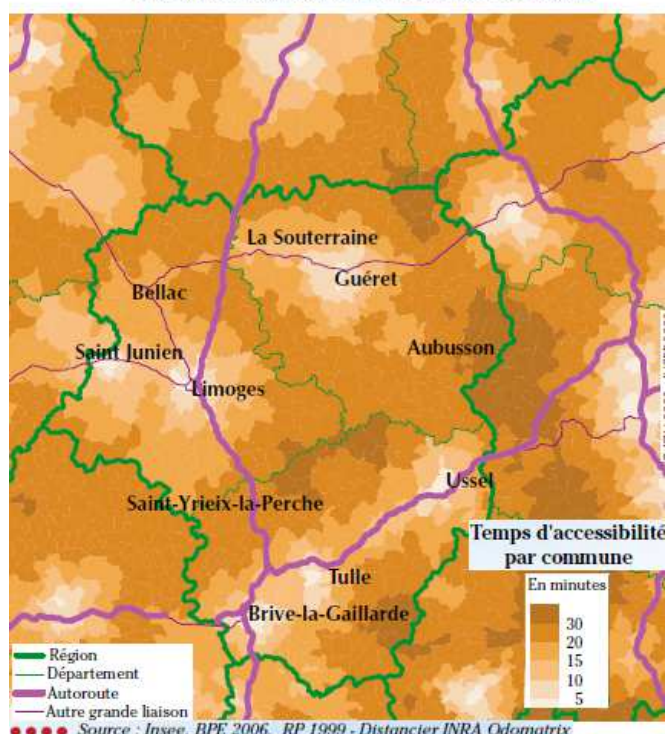 La Souterraine
Guéret
Bellac
Saint Junien
Aubusson
Limoges
Ussel
Saint-Yrieix-la-Perche
Tulle
Brive-la-Gaillarde
Temps d'accessibilité
par commune
En minutes
30
20
15
10
5
Région
Département
Autoroute
Autre grande liaison
Source : Insee, BPE 2006, RP 1999 - Distancier INRA Odomatrix